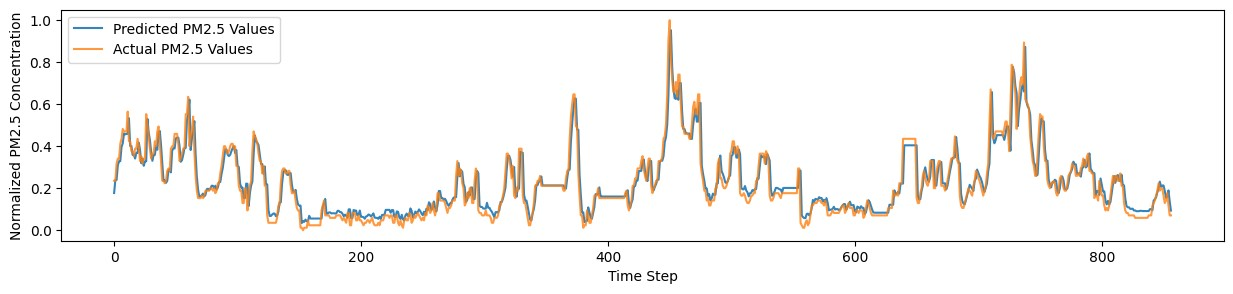 Normalized PM2.5 Concentration
1.0
0.8
0.6
0.4
0.2
0.0
Predicted PM2.5 Values
Actual PM2.5 Values
0
200
400
600
800
Time Step